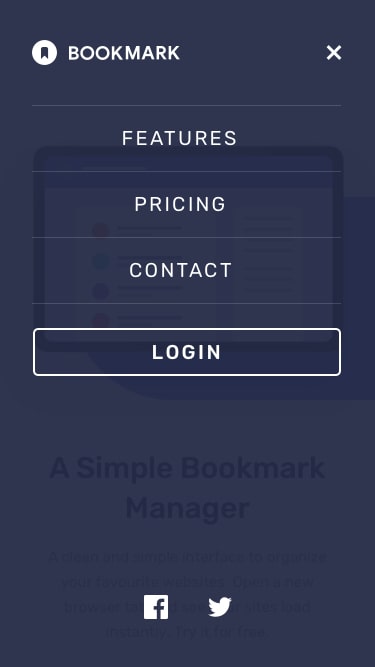 BOOKMARK
FEATURES
PRICING
CONTACT
LOGIN
A Simple Bookmark
Manager
A clean and simple interface to organize
your favourite websites. Open a new
browser tab and see your sites load
instantly. Try it for free.